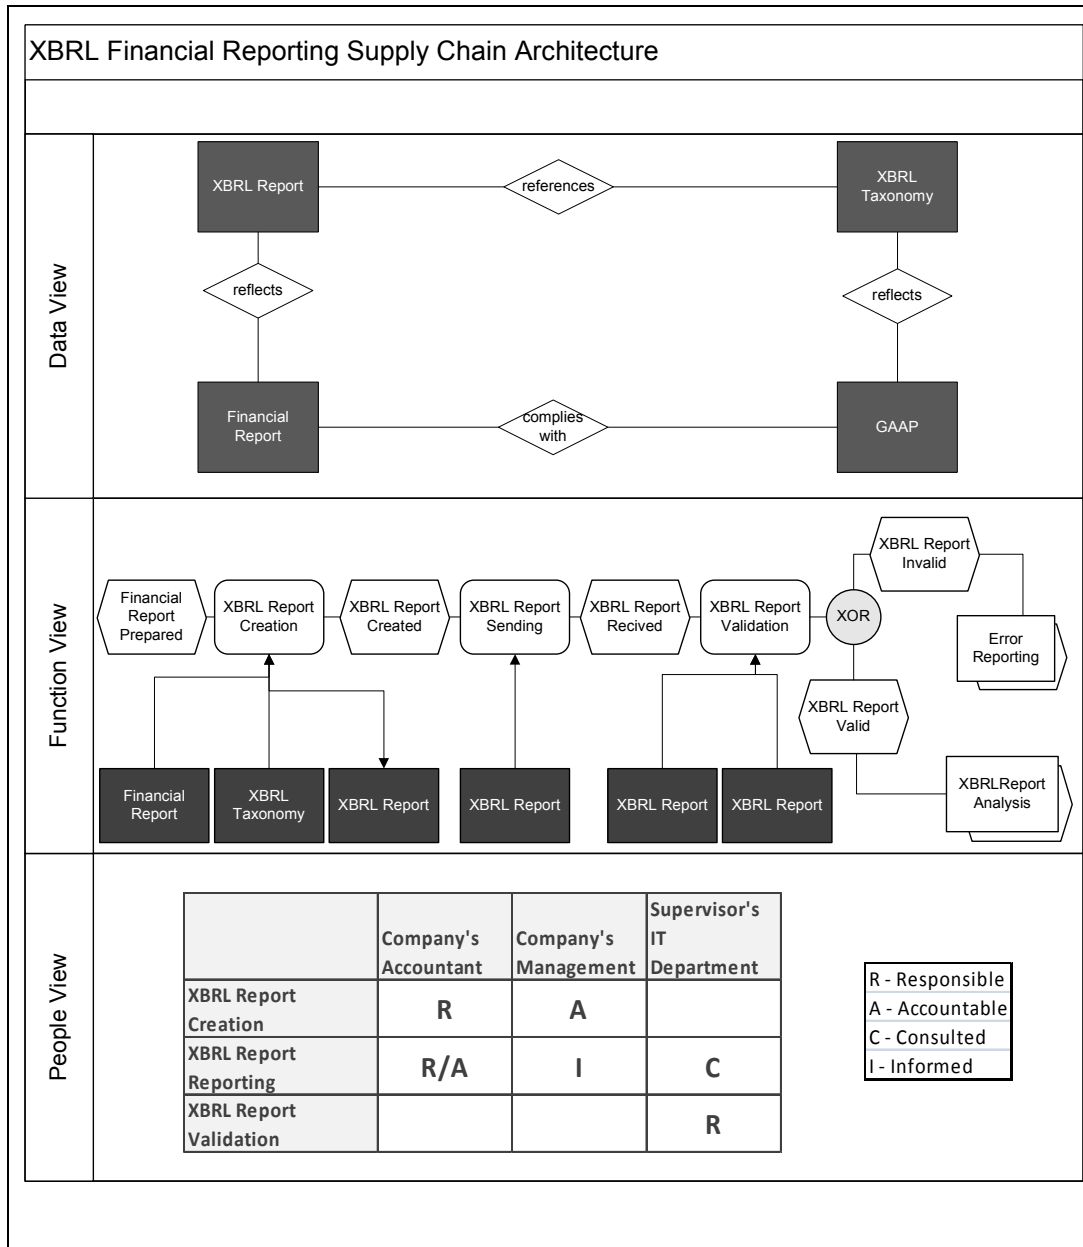 XBRL Financial Reporting Supply Chain Architecture
Data View
XBRL Report
references
XBRL
Taxonomy
reflects
reflects
Financial
Report
complies
with
GAAP
Function View
XBRL Report
Invalid
Financial
Report
Prepared
XBRL Report
Creation
XBRL Report
Created
XBRL Report
Sending
XBRL Report
Recived
XBRL Report
Validation
XOR
Error
Reporting
XBRL Report
Valid
Financial
Report
XBRL
Taxonomy
XBRL Report
XBRL Report
XBRL Report
XBRL Report
XBRLReport
Analysis
People View
Company's
Accountant
Company's
Management
Supervisor's
IT
Department
XBRL Report
Creation
R
A
XBRL Report
Reporting
R/A
I
C
XBRL Report
Validation
R
R - Responsible
A - Accountable
C - Consulted
I - Informed